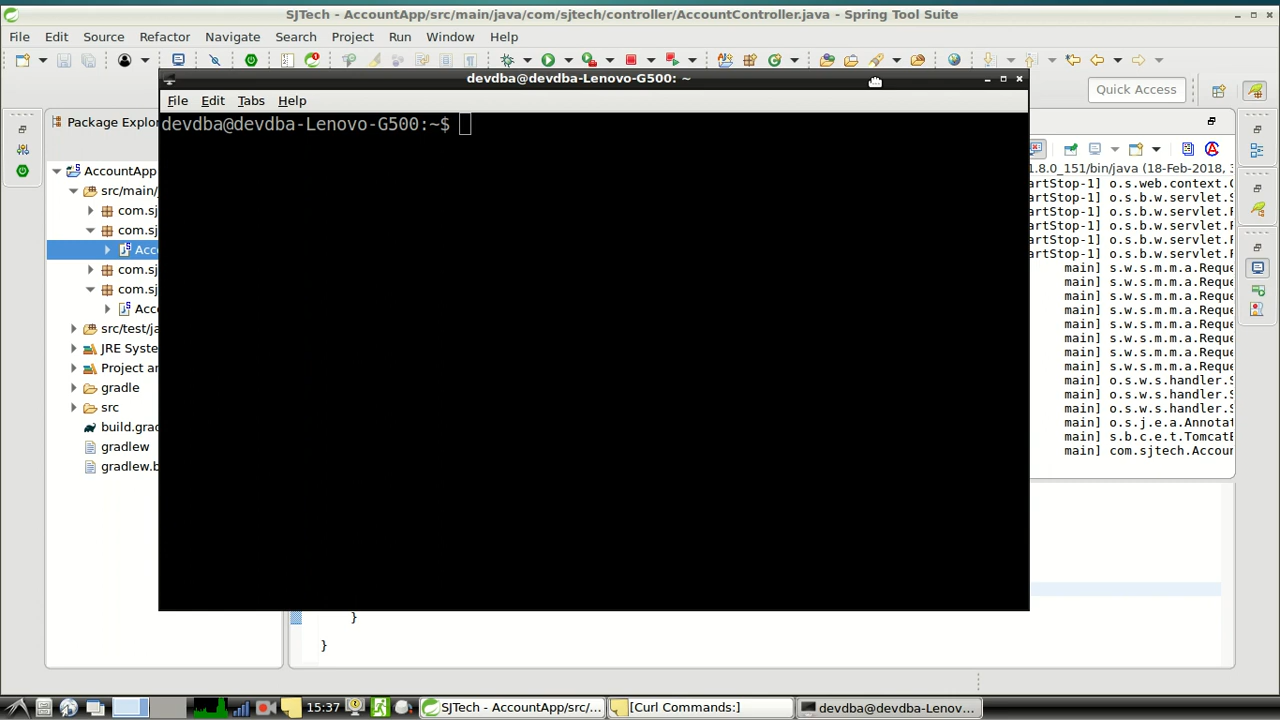 SJTech - AccountApp/src/main/java/com/sjtech/controller/AccountController.java - Spring Tool Suite
File Edit Source Refactor Navigate Search Project Run Window Help
devdba@devdba-Lenovo-G500: ~
Quick Access
File Edit Tabs Help
devdba@devdba-Lenovo-G500:~$
Package Explo
AccountApp
src/main/
com.sj
com.sj
Acco
com.sj
com.sj
Acco
src/test/ja
JRE Syste
Project an
gradle
src
build.grad
gradlew
gradlew.b
1.8.0_151/bin/java (18-Feb-2018, 3
artStop-1] o.s.web.context.C
artStop-1] o.s.b.w.servlet.S
artStop-1] o.s.b.w.servlet.F
artStop-1] o.s.b.w.servlet.F
artStop-1] o.s.b.w.servlet.F
artStop-1] o.s.b.w.servlet.F
main] s.w.s.m.m.a.Reque
main] s.w.s.m.m.a.Reque
main] s.w.s.m.m.a.Reque
main] s.w.s.m.m.a.Reque
main] s.w.s.m.m.a.Reque
main] s.w.s.m.m.a.Reque
main] s.w.s.m.m.a.Reque
main] s.w.s.m.m.a.Reque
main] o.s.w.s.handler.S
main] o.s.w.s.handler.S
main] o.s.w.s.handler.S
main] o.s.j.e.a.Annotat
main] s.b.c.e.t.TomcatE
main] com.sjtech.Accoun
}
}
15:37
SJTech - AccountApp/src/...
[Curl Commands:]
devdba@devdba-Lenov...